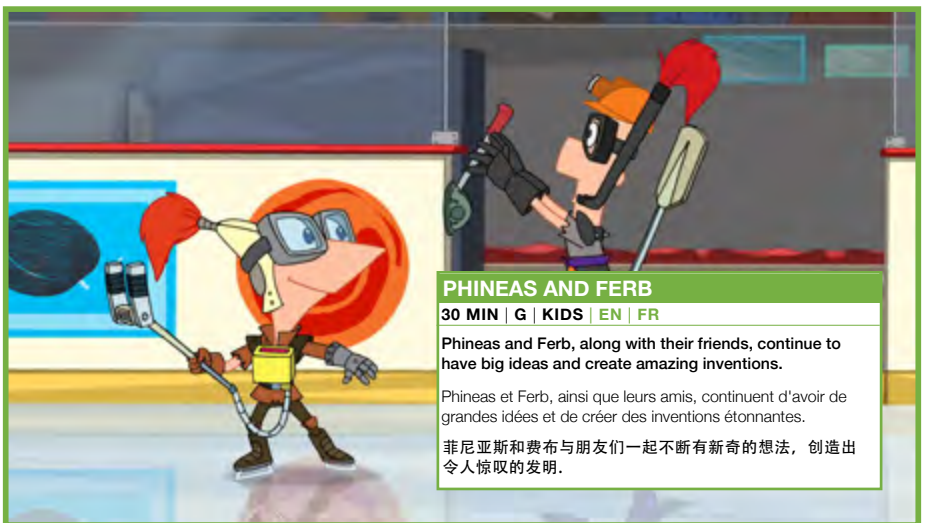 PHINEAS AND FERB
30 MIN | G | KIDS | EN | FR
Phineas and Ferb, along with their friends, continue to
have big ideas and create amazing inventions.
Phineas et Ferb, ainsi que leurs amis, continuent d'avoir de
grandes idées et de créer des inventions étonnantes.
菲尼亚斯和费布与朋友们一起不断有新奇的想法，创造出
令人惊叹的发明.